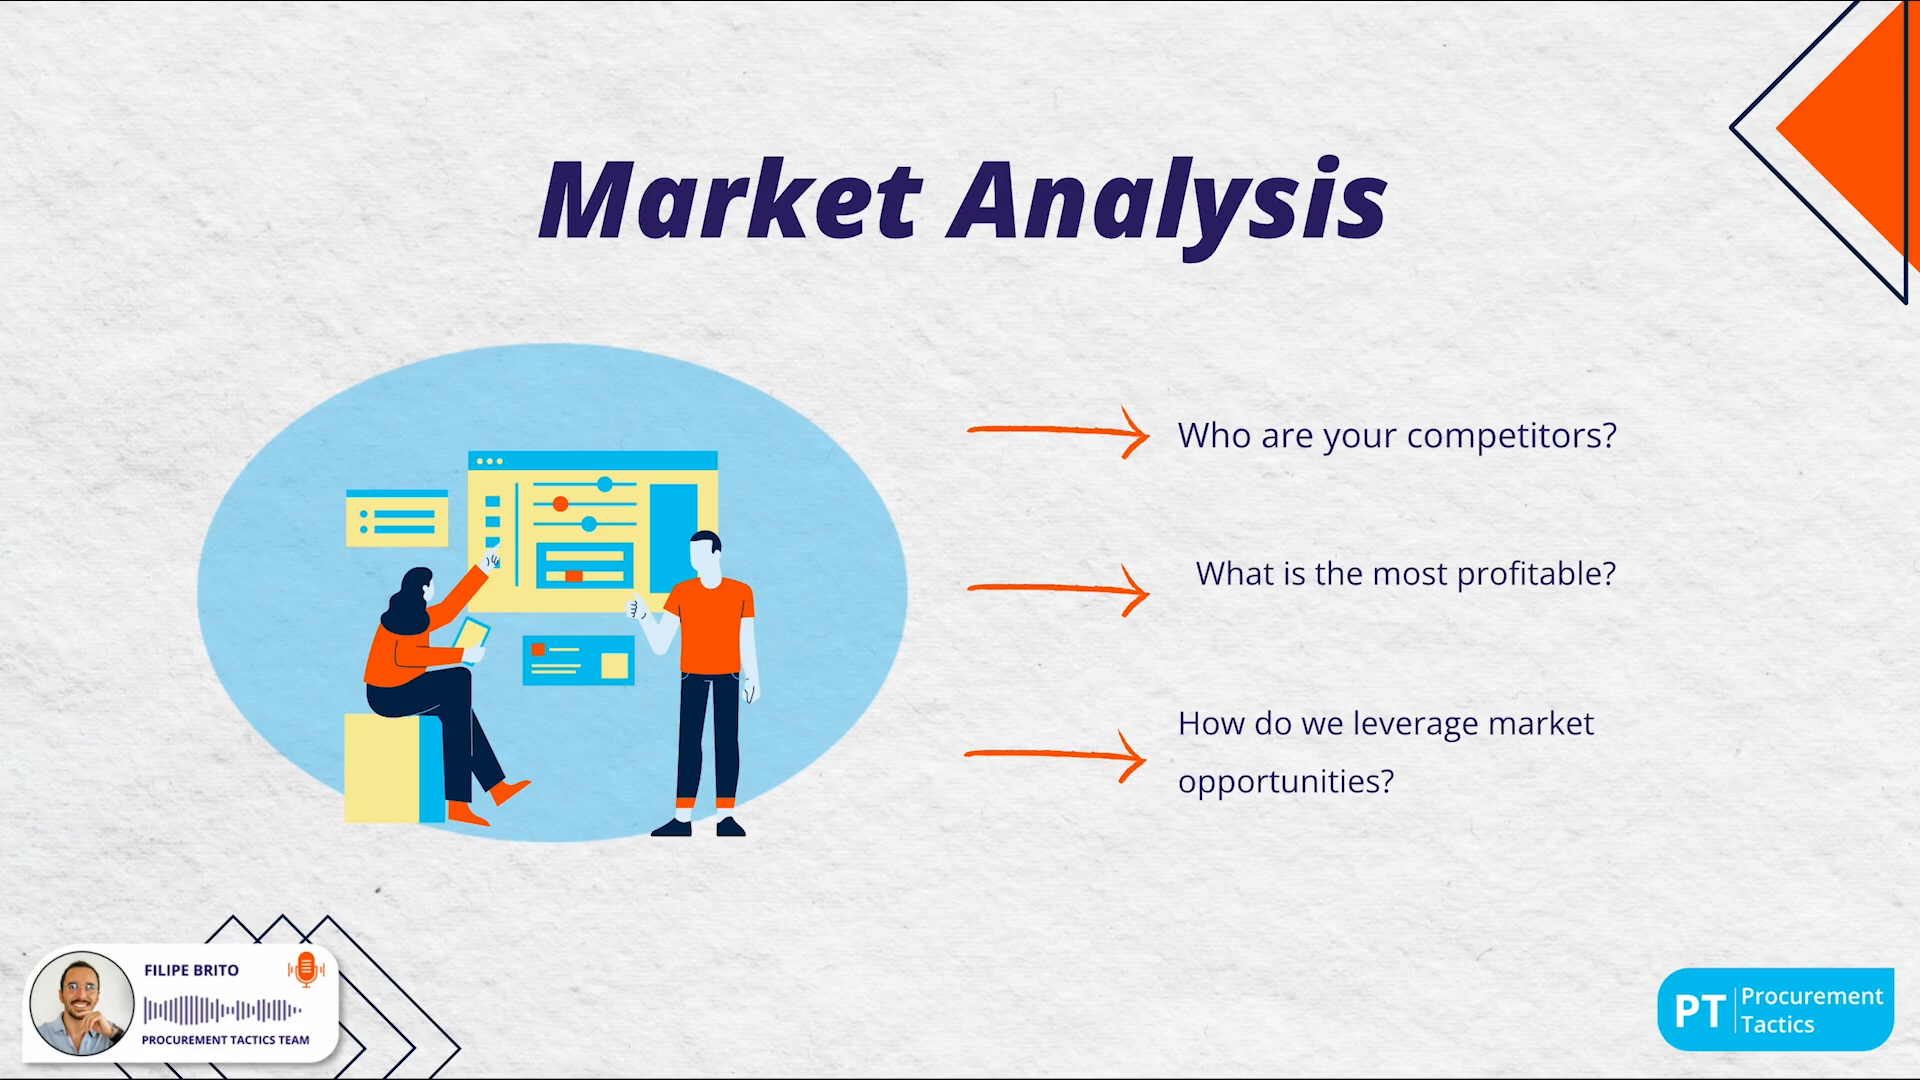 Market Analysis
Who are your competitors?
What is the most profitable?
How do we leverage market
opportunities?
FILIPE BRITO
PROCUREMENT TACTICS TEAM
PT Procurement
Tactics